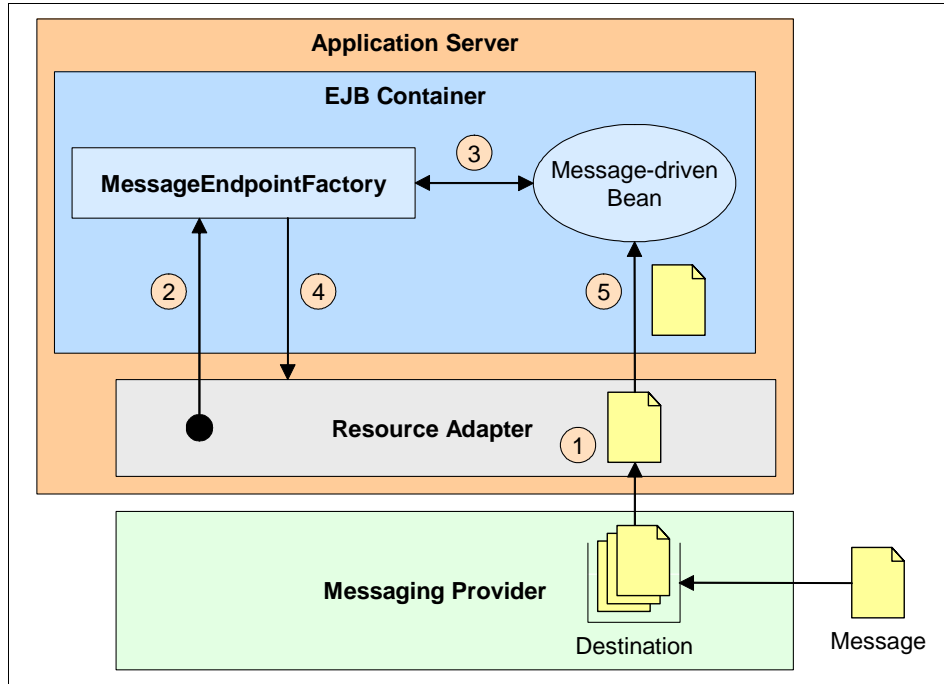 Application Server
EJB Container
MessageEndpointFactory
3
Message-driven
Bean
2
4
5
Resource Adapter
1
Messaging Provider
Destination
Message